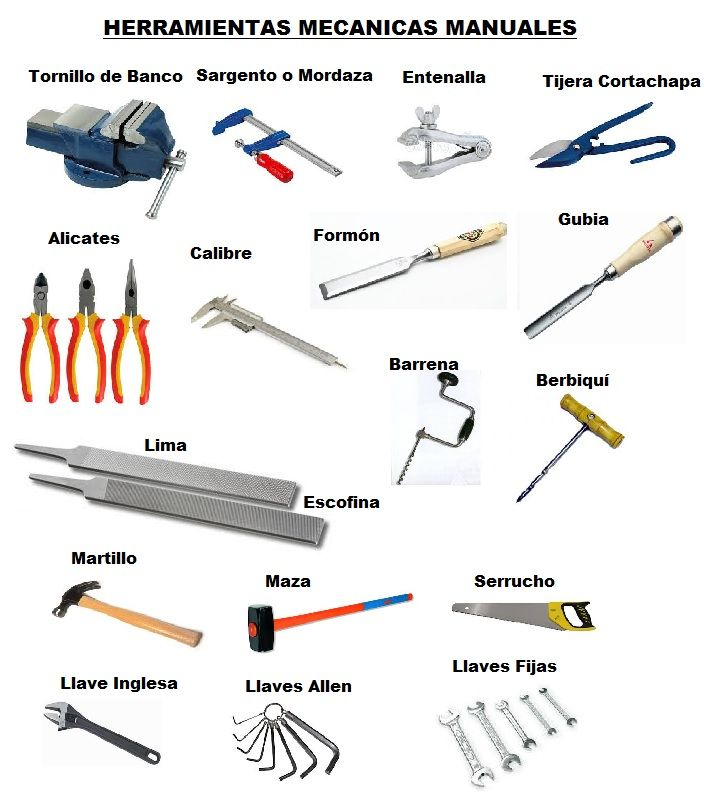 HERRAMIENTAS MECANICAS MANUALES
Tornillo de Banco
Sargento o Mordaza
Entenalla
Tijera Cortachapa
Alicates
Calibre
Formón
Gubia
Barrena
Berbiquí
Lima
Escofina
Martillo
Maza
Serrucho
Llave Inglesa
Llaves Allen
Llaves Fijas